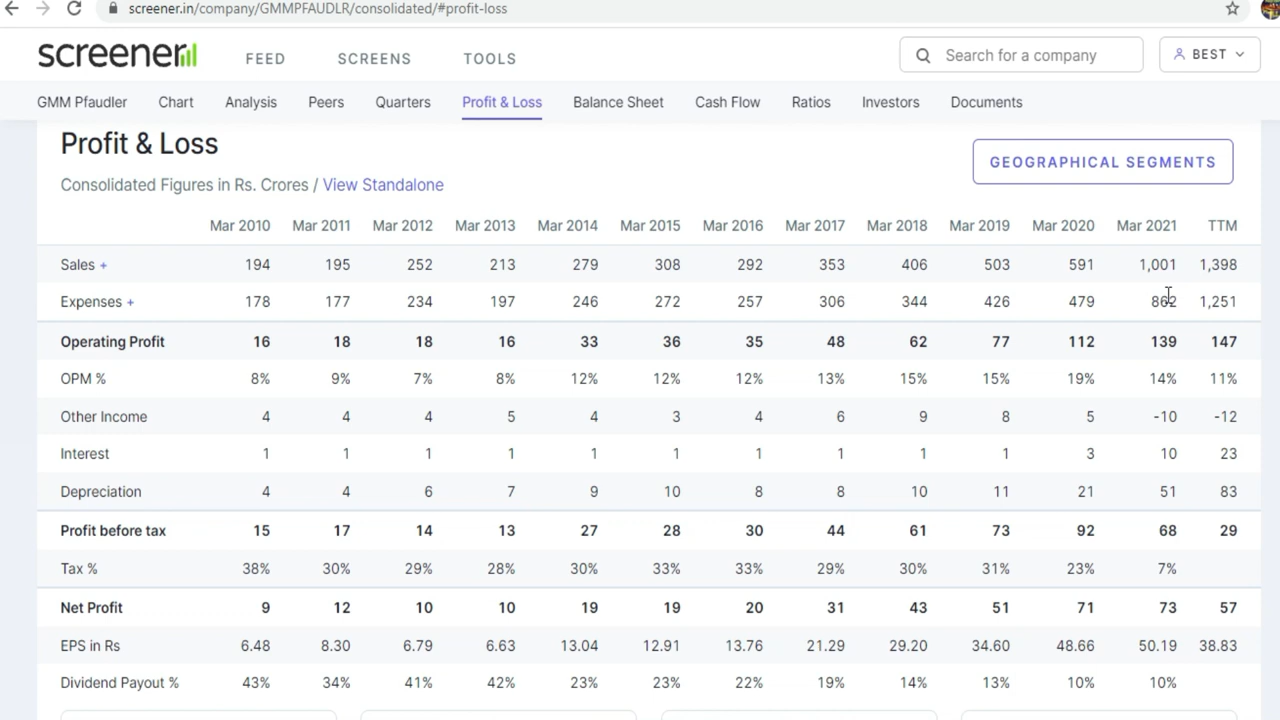 screener.in/company/GMMPFAUDLR/consolidated/#profit-loss
screener FEED SCREENS TOOLS Search for a company BEST
GMM Pfaudler Chart Analysis Peers Quarters Profit & Loss Balance Sheet Cash Flow Ratios Investors Documents
Profit & Loss
GEOGRAPHICAL SEGMENTS
Consolidated Figures in Rs. Crores / View Standalone
Mar 2010 Mar 2011 Mar 2012 Mar 2013 Mar 2014 Mar 2015 Mar 2016 Mar 2017 Mar 2018 Mar 2019 Mar 2020 Mar 2021 TTM
Sales + 194 195 252 213 279 308 292 353 406 503 591 1,001 1,398
Expenses + 178 177 234 197 246 272 257 306 344 426 479 862 1,251
Operating Profit 16 18 18 16 33 36 35 48 62 77 112 139 147
OPM % 8% 9% 7% 8% 12% 12% 12% 13% 15% 15% 19% 14% 11%
Other Income 4 4 4 5 4 3 4 6 9 8 5 -10 -12
Interest 1 1 1 1 1 1 1 1 1 1 3 10 23
Depreciation 4 4 6 7 9 10 8 8 10 11 21 51 83
Profit before tax 15 17 14 13 27 28 30 44 61 73 92 68 29
Tax % 38% 30% 29% 28% 30% 33% 33% 29% 30% 31% 23% 7%
Net Profit 9 12 10 10 19 19 20 31 43 51 71 73 57
EPS in Rs 6.48 8.30 6.79 6.63 13.04 12.91 13.76 21.29 29.20 34.60 48.66 50.19 38.83
Dividend Payout % 43% 34% 41% 42% 23% 23% 22% 19% 14% 13% 10% 10%